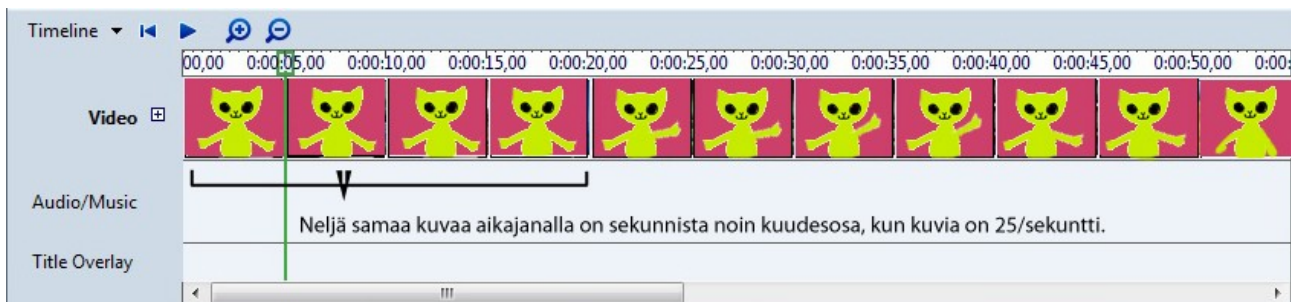 Timeline
00,00 0:00:05,00 0:00:10,00 0:00:15,00 0:00:20,00 0:00:25,00 0:00:30,00 0:00:35,00 0:00:40,00 0:00:45,00 0:00:50,00 0:00:
Video
Audio/Music
Neljä samaa kuvaa aikajanalla on sekunnista noin kuudesosa, kun kuvia on 25/sekuntti.
Title Overlay